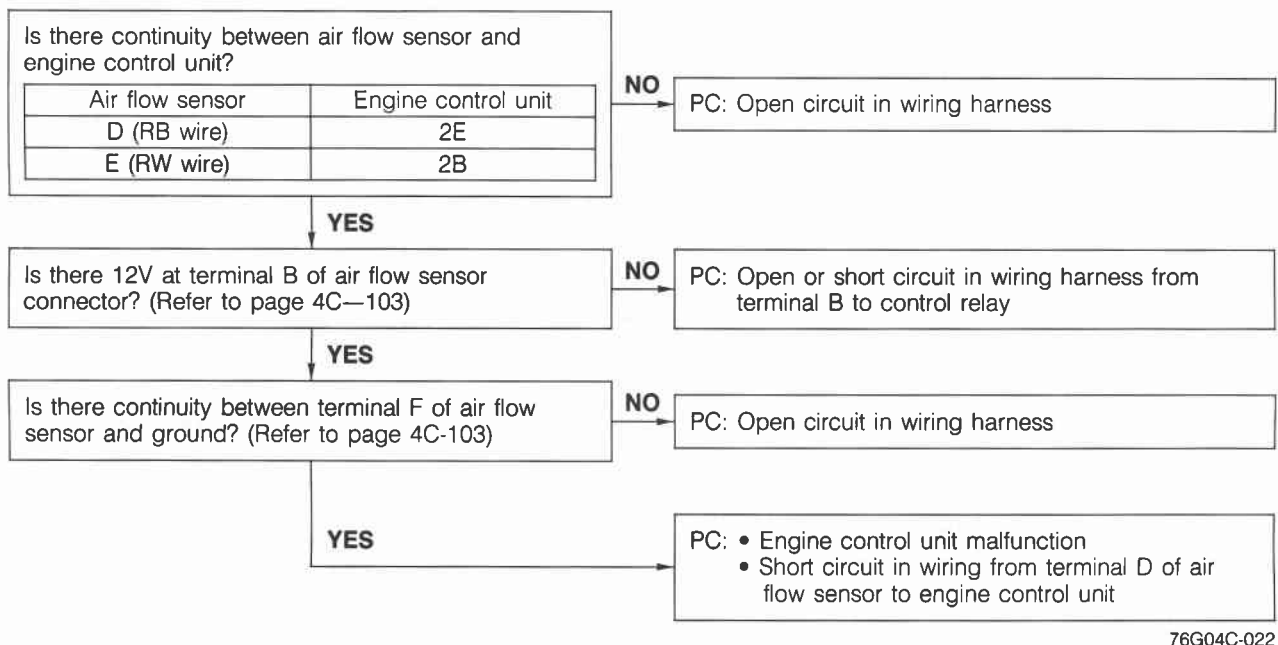 Is there continuity between air flow sensor and
engine control unit?
Air flow sensor Engine control unit
D (RB wire) 2E
E (RW wire) 2B
NO
PC: Open circuit in wiring harness
YES
Is there 12V at terminal B of air flow sensor
connector? (Refer to page 4C—103)
NO
PC: Open or short circuit in wiring harness from
terminal B to control relay
YES
Is there continuity between terminal F of air flow
sensor and ground? (Refer to page 4C-103)
NO
PC: Open circuit in wiring harness
YES
PC: • Engine control unit malfunction
• Short circuit in wiring from terminal D of air
flow sensor to engine control unit
76G04C-022